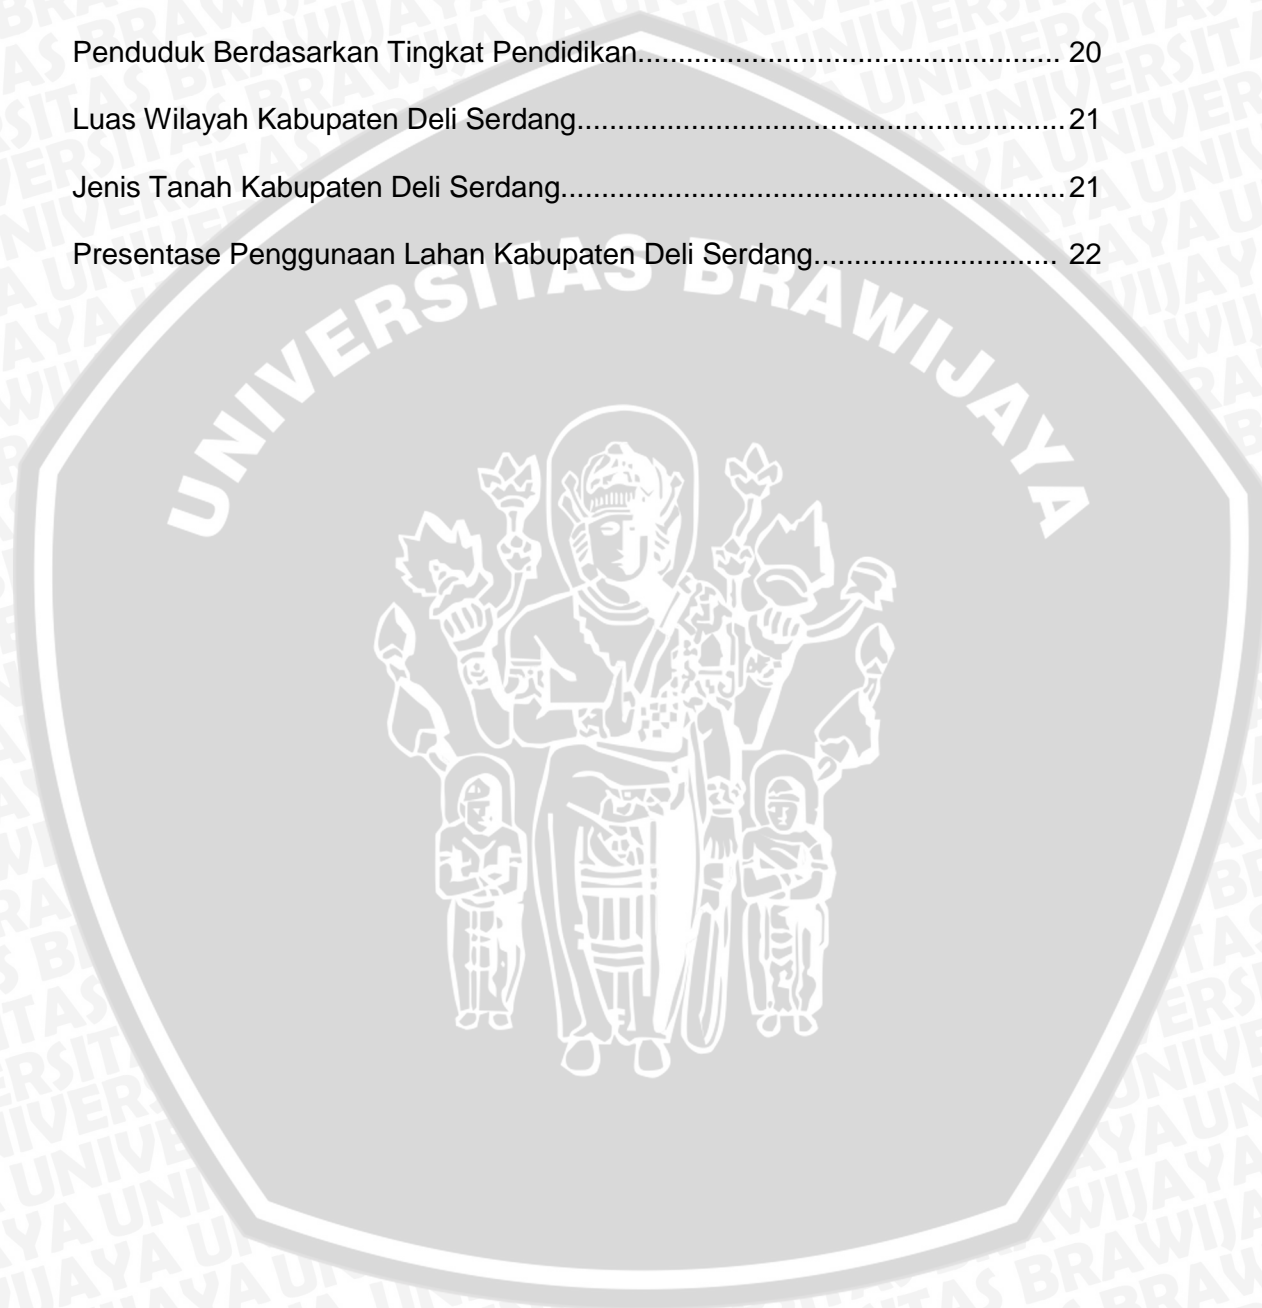 Penduduk Berdasarkan Tingkat Pendidikan.................................................... 20
Luas Wilayah Kabupaten Deli Serdang............................................................21
Jenis Tanah Kabupaten Deli Serdang..............................................................21
Presentase Penggunaan Lahan Kabupaten Deli Serdang.............................. 22
UNIVERSITAS BRAWIJAYA